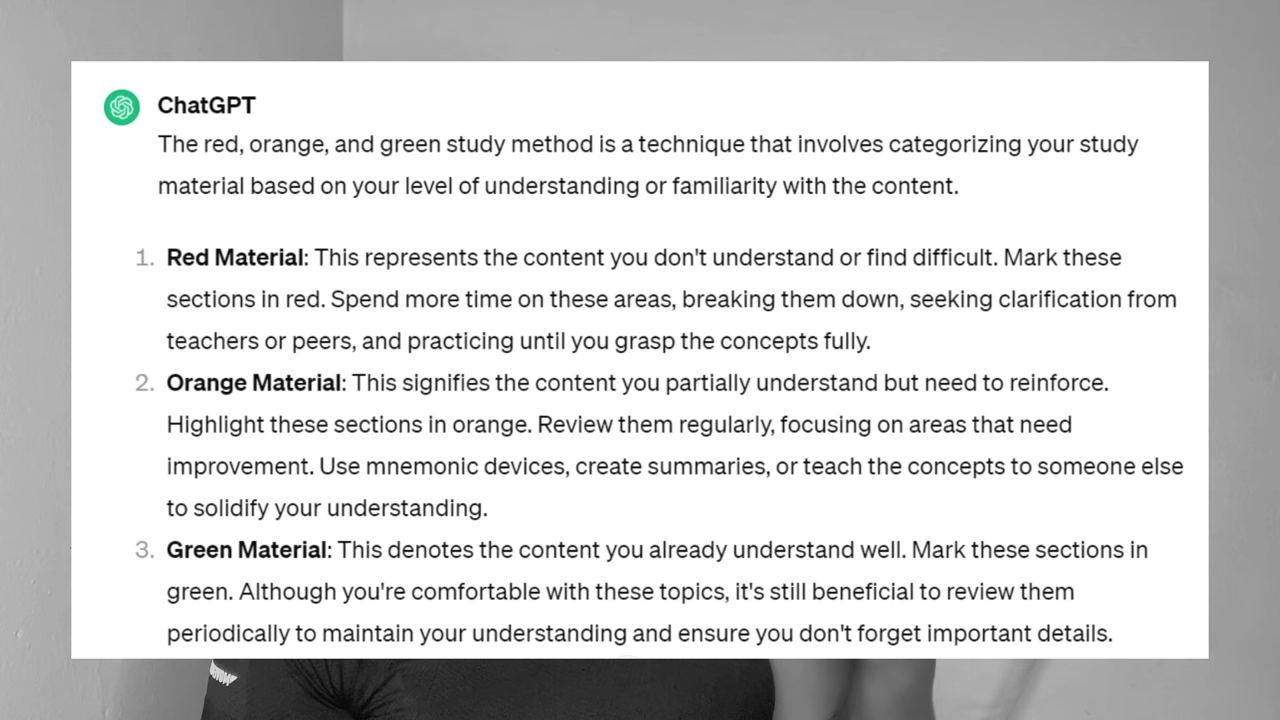 ChatGPT
The red, orange, and green study method is a technique that involves categorizing your study
material based on your level of understanding or familiarity with the content.
1. Red Material: This represents the content you don't understand or find difficult. Mark these
sections in red. Spend more time on these areas, breaking them down, seeking clarification from
teachers or peers, and practicing until you grasp the concepts fully.
2. Orange Material: This signifies the content you partially understand but need to reinforce.
Highlight these sections in orange. Review them regularly, focusing on areas that need
improvement. Use mnemonic devices, create summaries, or teach the concepts to someone else
to solidify your understanding.
3. Green Material: This denotes the content you already understand well. Mark these sections in
green. Although you're comfortable with these topics, it's still beneficial to review them
periodically to maintain your understanding and ensure you don't forget important details.